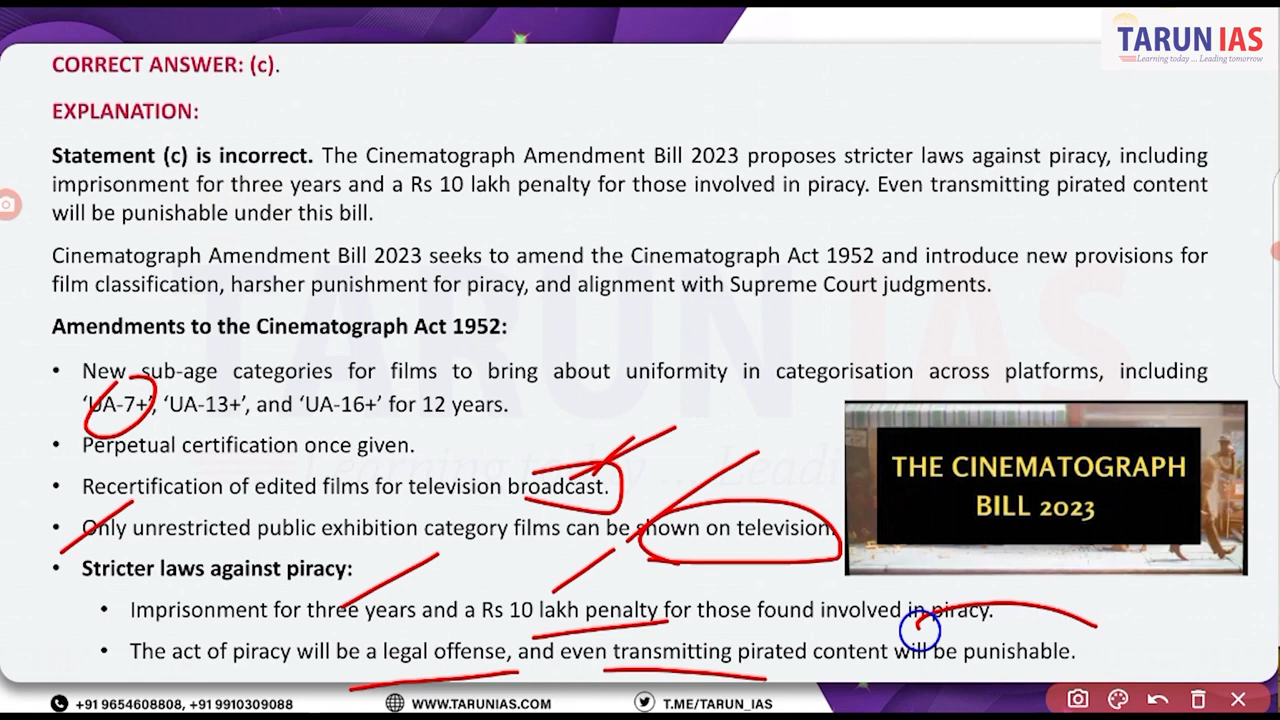 TARUN IAS
Learning today ... Leading tomorrow
CORRECT ANSWER: (c).
EXPLANATION:
Statement (c) is incorrect. The Cinematograph Amendment Bill 2023 proposes stricter laws against piracy, including
imprisonment for three years and a Rs 10 lakh penalty for those involved in piracy. Even transmitting pirated content
will be punishable under this bill.
Cinematograph Amendment Bill 2023 seeks to amend the Cinematograph Act 1952 and introduce new provisions for
film classification, harsher punishment for piracy, and alignment with Supreme Court judgments.
Amendments to the Cinematograph Act 1952:
• New sub-age categories for films to bring about uniformity in categorisation across platforms, including
‘UA-7+’, ‘UA-13+’, and ‘UA-16+’ for 12 years.
• Perpetual certification once given.
• Recertification of edited films for television broadcast.
• Only unrestricted public exhibition category films can be shown on television.
• Stricter laws against piracy:
• Imprisonment for three years and a Rs 10 lakh penalty for those found involved in piracy.
• The act of piracy will be a legal offense, and even transmitting pirated content will be punishable.
THE CINEMATOGRAPH
BILL 2023
TARUN IAS
Learning today ... Leading
+91 9654608808, +91 9910309088
WWW.TARUNIAS.COM
T.ME/TARUN_IAS